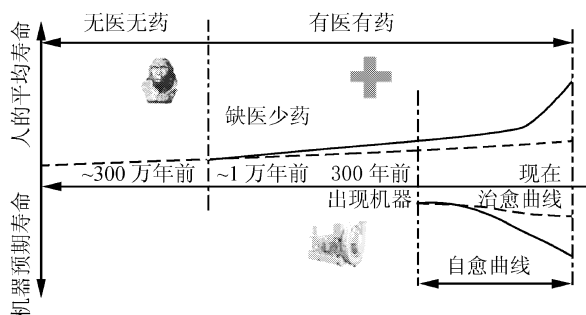 无医无药
有医有药
人的平均寿命
缺医少药
~300 万年前
~1 万年前
300 年前
现在
出现机器
治愈曲线
机器预期寿命
自愈曲线